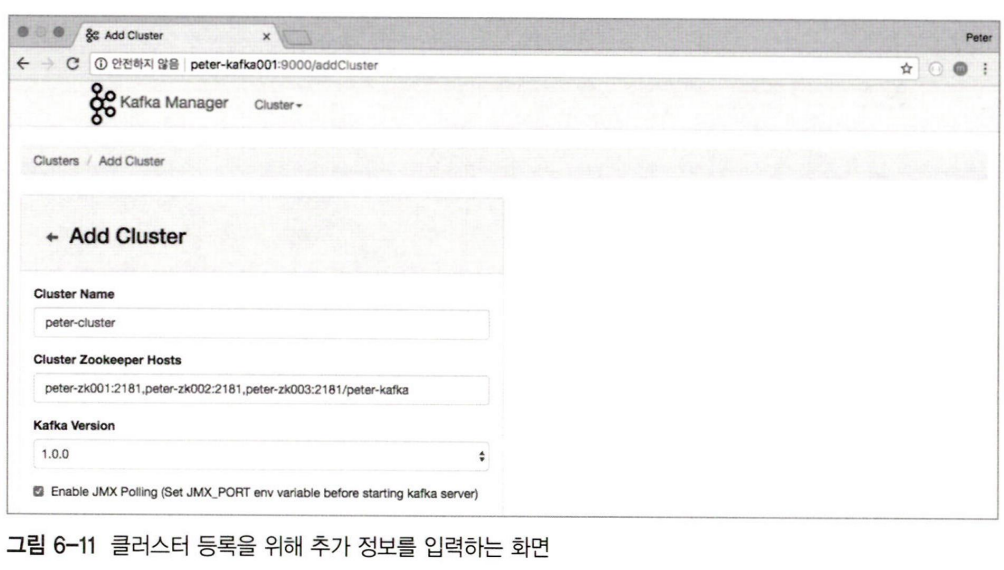 Add Cluster
Peter
안전하지 않음 peter-kafka001:9000/addCluster
Kafka Manager Cluster
Clusters / Add Cluster
← Add Cluster
Cluster Name
peter-cluster
Cluster Zookeeper Hosts
peter-zk001:2181,peter-zk002:2181,peter-zk003:2181/peter-kafka
Kafka Version
1.0.0
Enable JMX Polling (Set JMX_PORT env variable before starting kafka server)
그림 6-11 클러스터 등록을 위해 추가 정보를 입력하는 화면